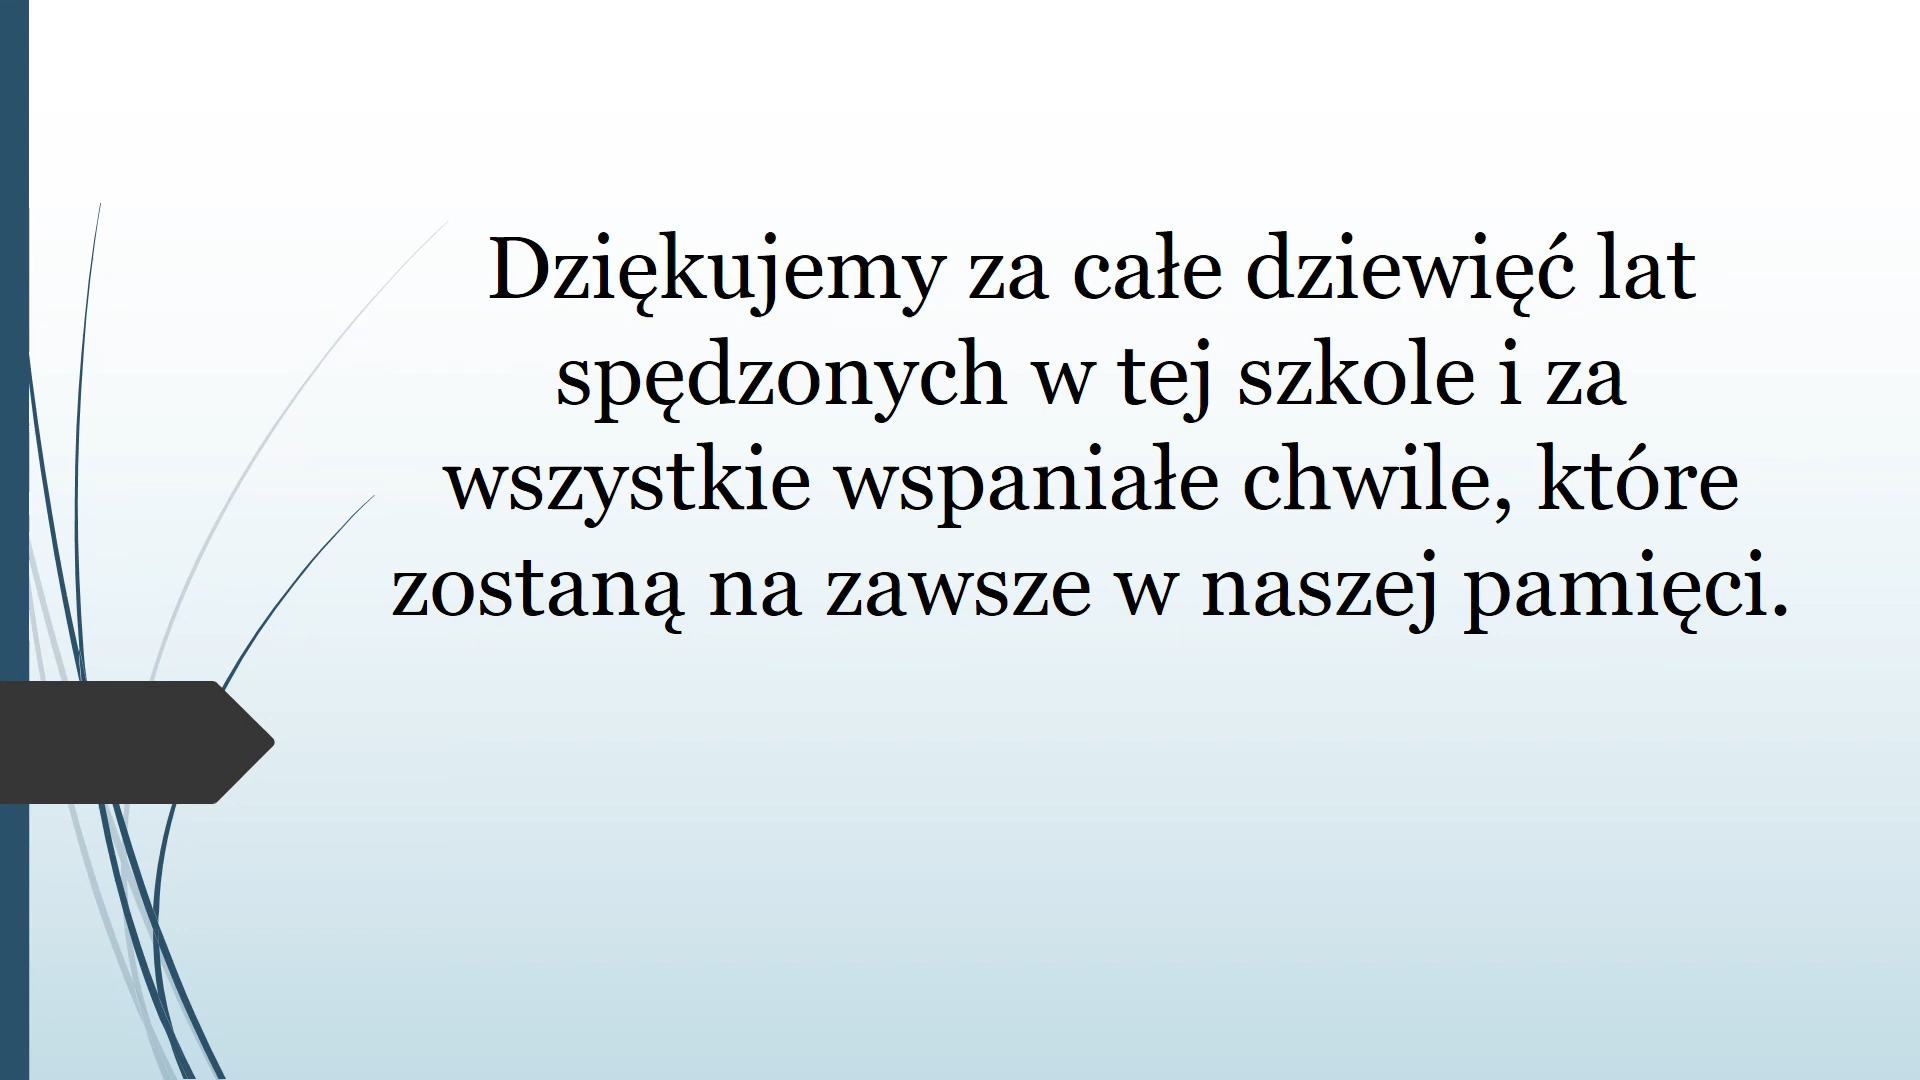 Dziękujemy za całe dziewięć lat
spędzonych w tej szkole i za
wszystkie wspaniałe chwile, które
zostaną na zawsze w naszej pamięci.